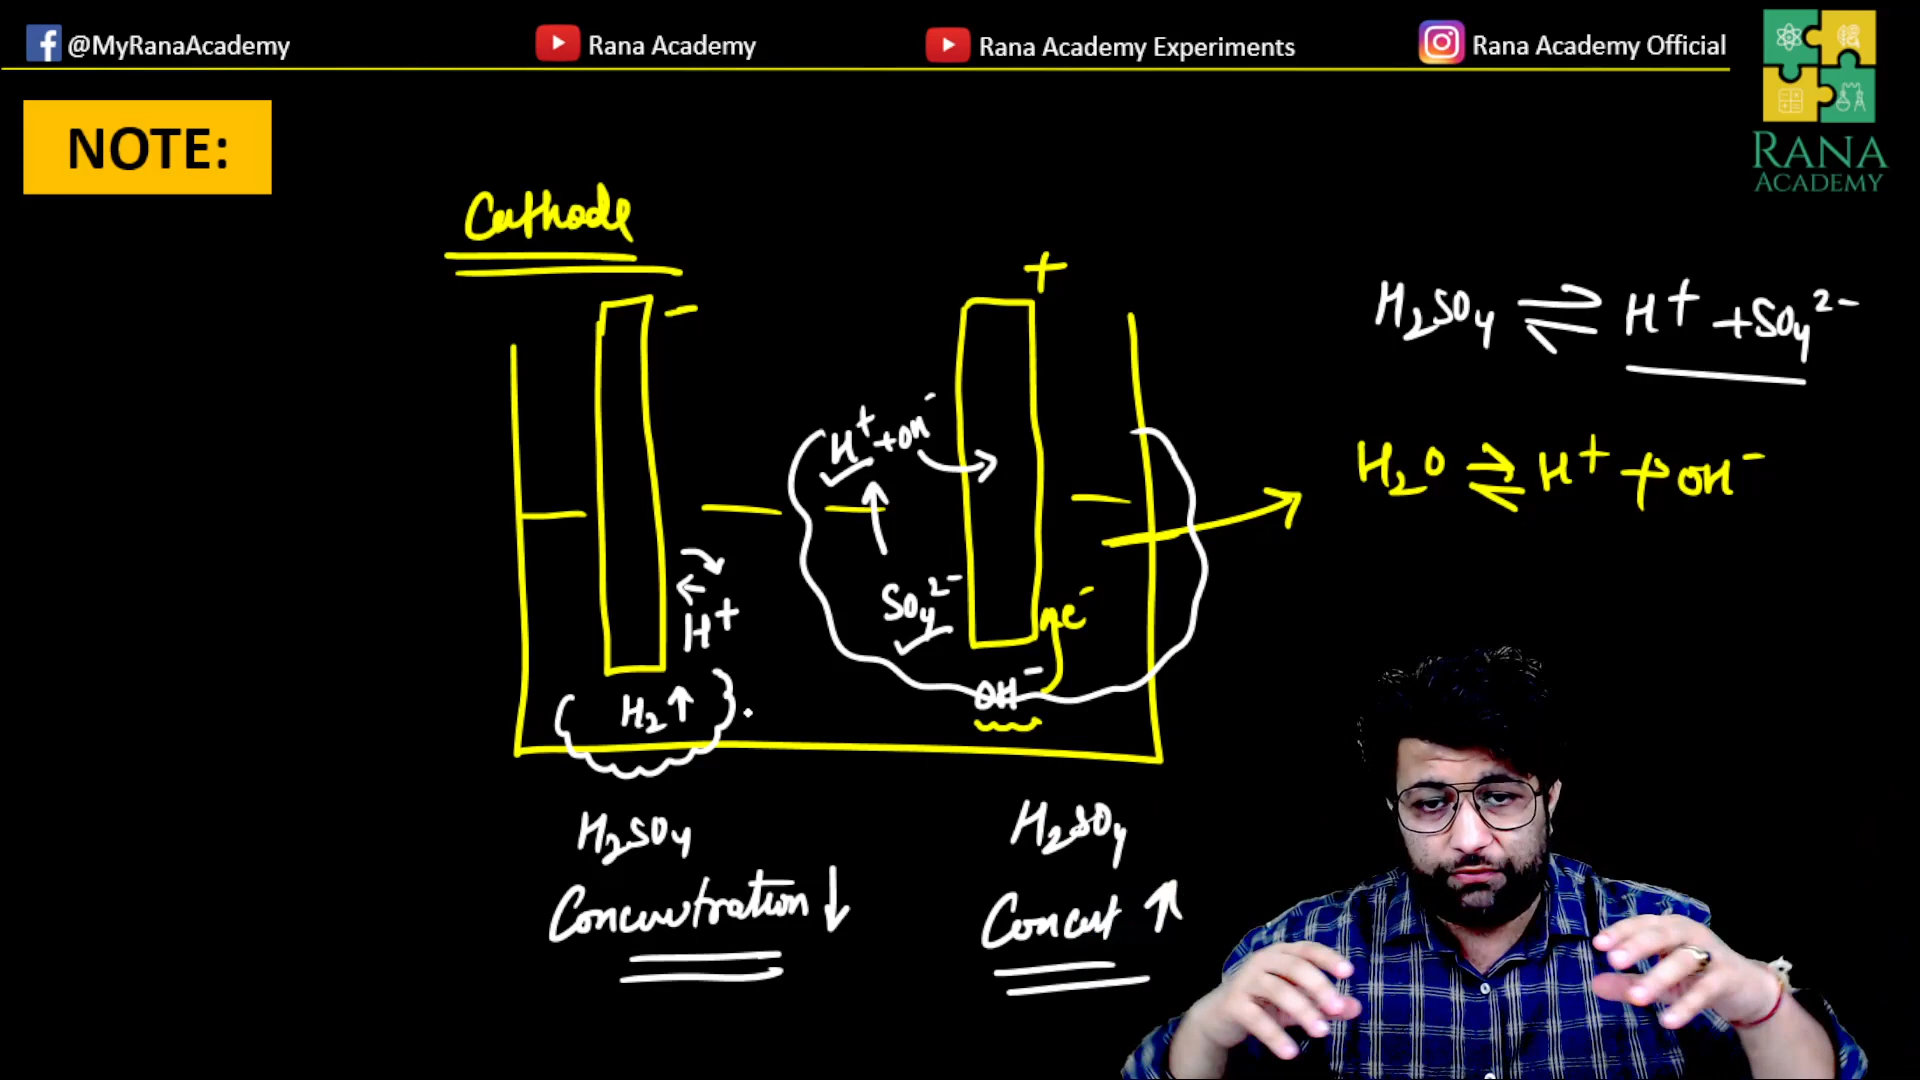 @MyRanaAcademy
Rana Academy
Rana Academy Experiments
Rana Academy Official
RANA
ACADEMY
NOTE:
Cathode
+
−
H₂SO₄ ⇌ H⁺ + SO₄²⁻
H⁺ + OH⁻
H₂O ⇌ H⁺ + OH⁻
SO₄²⁻
ne⁻
H⁺
OH⁻
H₂ ↑
H₂SO₄
Concentration ↓
H₂SO₄
↑